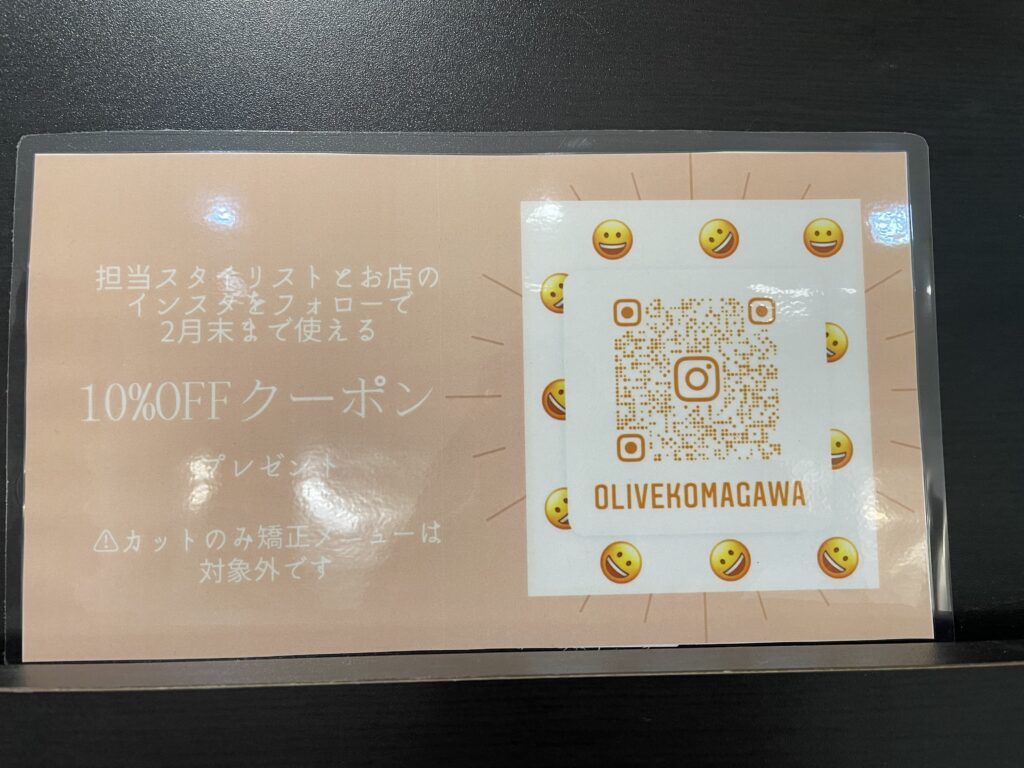 担当スタイリストとお店の
インスタをフォローで
2月末まで使える
10%OFFクーポン
プレゼント
⚠カットのみ矯正メニューは
対象外です
OLIVEKOMAGAWA